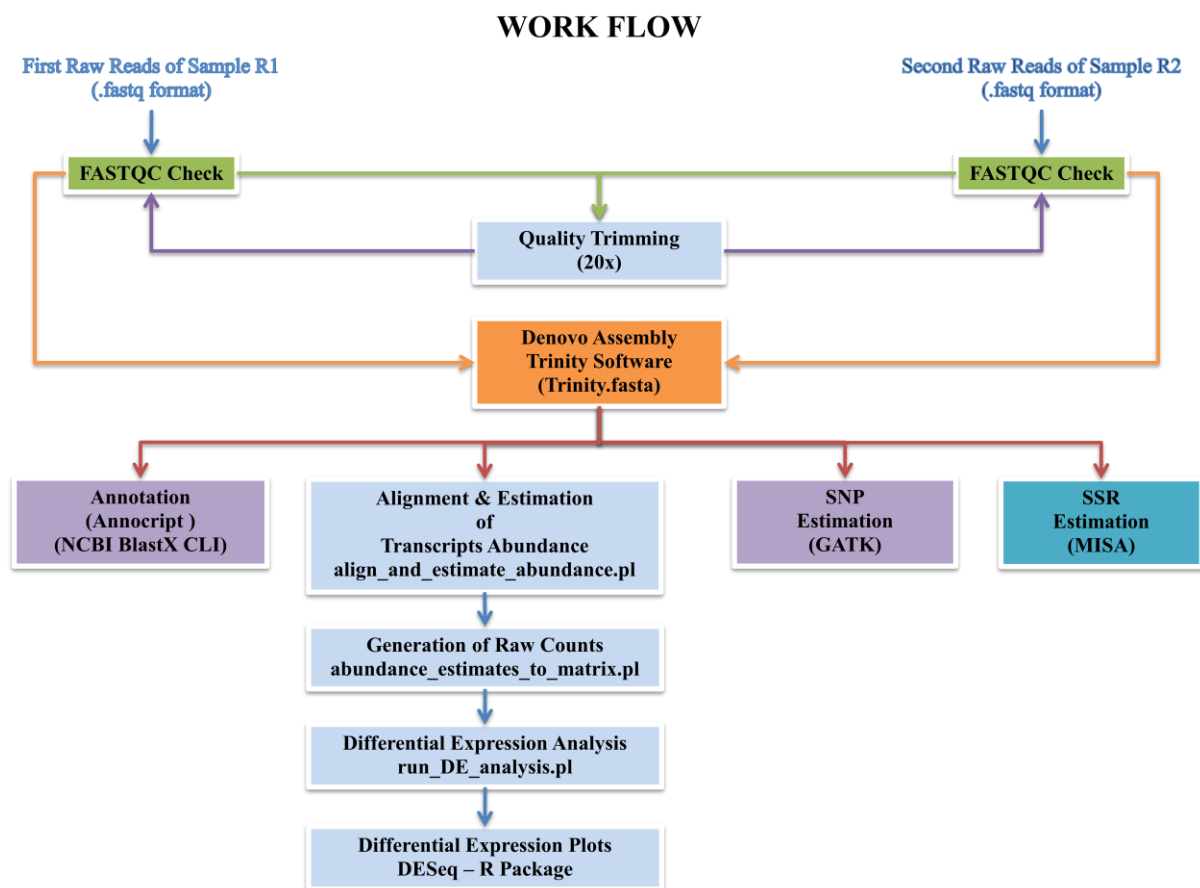 WORK FLOW
First Raw Reads of Sample R1
(.fastq format)
Second Raw Reads of Sample R2
(.fastq format)
FASTQC Check
FASTQC Check
Quality Trimming
(20x)
Denovo Assembly
Trinity Software
(Trinity.fasta)
Annotation
(Annocript )
(NCBI BlastX CLI)
Alignment & Estimation
of
Transcripts Abundance
align_and_estimate_abundance.pl
SNP
Estimation
(GATK)
SSR
Estimation
(MISA)
Generation of Raw Counts
abundance_estimates_to_matrix.pl
Differential Expression Analysis
run_DE_analysis.pl
Differential Expression Plots
DESeq – R Package